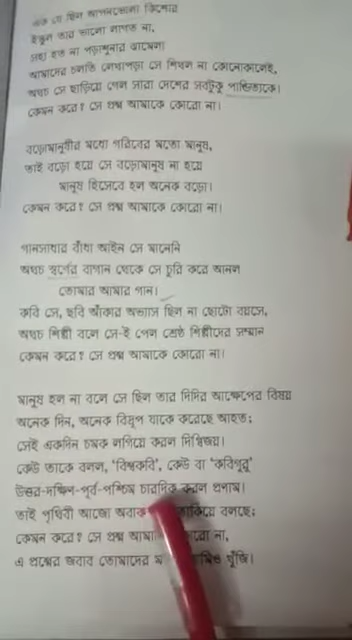 এক যে ছিল আপনভোলা কিশোর
ইস্কুল তার ভালো লাগত না,
সহ্য হত না পড়াশুনার ঝামেলা
আমাদের চলতি লেখাপড়া সে শিখল না কোনোকালেই,
অথচ সে ছাড়িয়ে গেল সারা দেশের সবটুকু পাণ্ডিত্যকে।
কেমন করে? সে প্রশ্ন আমাকে কোরো না।
বড়োমানুষীর মধ্যে গরিবের মতো মানুষ,
তাই বড়ো হয়ে সে বড়োমানুষ না হয়ে
মানুষ হিসেবে হল অনেক বড়ো।
কেমন করে? সে প্রশ্ন আমাকে কোরো না।
গানসাধার বাঁধা আইন সে মানেনি
অথচ স্বর্গের বাগান থেকে সে চুরি করে আনল
তোমার আমার গান।
কবি সে, ছবি আঁকার অভ্যাস ছিল না ছোটো বয়সে,
অথচ শিল্পী বলে সে-ই পেল শ্রেষ্ঠ শিল্পীদের সম্মান
কেমন করে? সে প্রশ্ন আমাকে কোরো না।
মানুষ হল না বলে সে ছিল তার দিদির আক্ষেপের বিষয়
অনেক দিন, অনেক বিদ্রূপ যাকে করেছে আহত;
সেই একদিন চমক লাগিয়ে করল দিগ্বিজয়।
কেউ তাকে বলল, ‘বিশ্বকবি’, কেউ বা ‘কবিগুরু’
উত্তর-দক্ষিণ-পূর্ব-পশ্চিম চারদিক করল প্রণাম।
তাই পৃথিবী আজো অবাক তাকিয়ে বলছে:
কেমন করে? সে প্রশ্ন আমা রো না,
এ প্রশ্নের জবাব তোমাদের ম মিও খুঁজি।